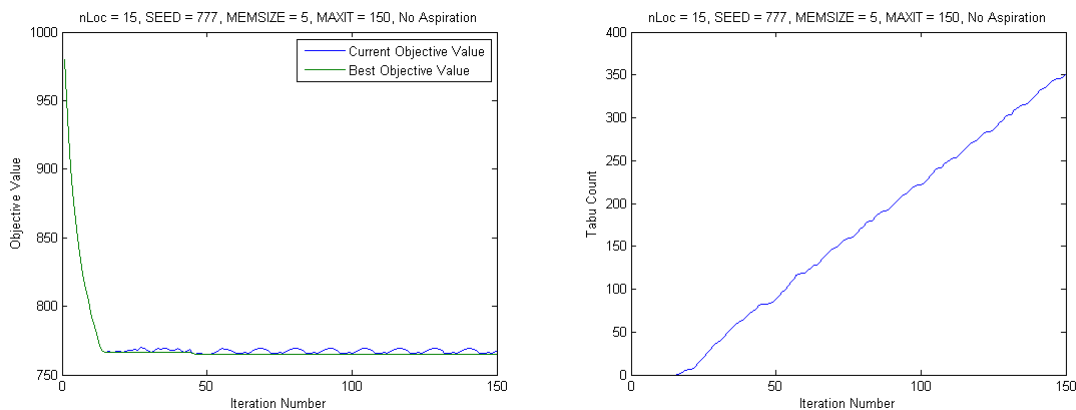 nLoc = 15, SEED = 777, MEMSIZE = 5, MAXIT = 150, No Aspiration
1000
950
900
850
800
750
0
50
100
150
Objective Value
Iteration Number
Current Objective Value
Best Objective Value
nLoc = 15, SEED = 777, MEMSIZE = 5, MAXIT = 150, No Aspiration
400
350
300
250
200
150
100
50
0
0
50
100
150
Tabu Count
Iteration Number